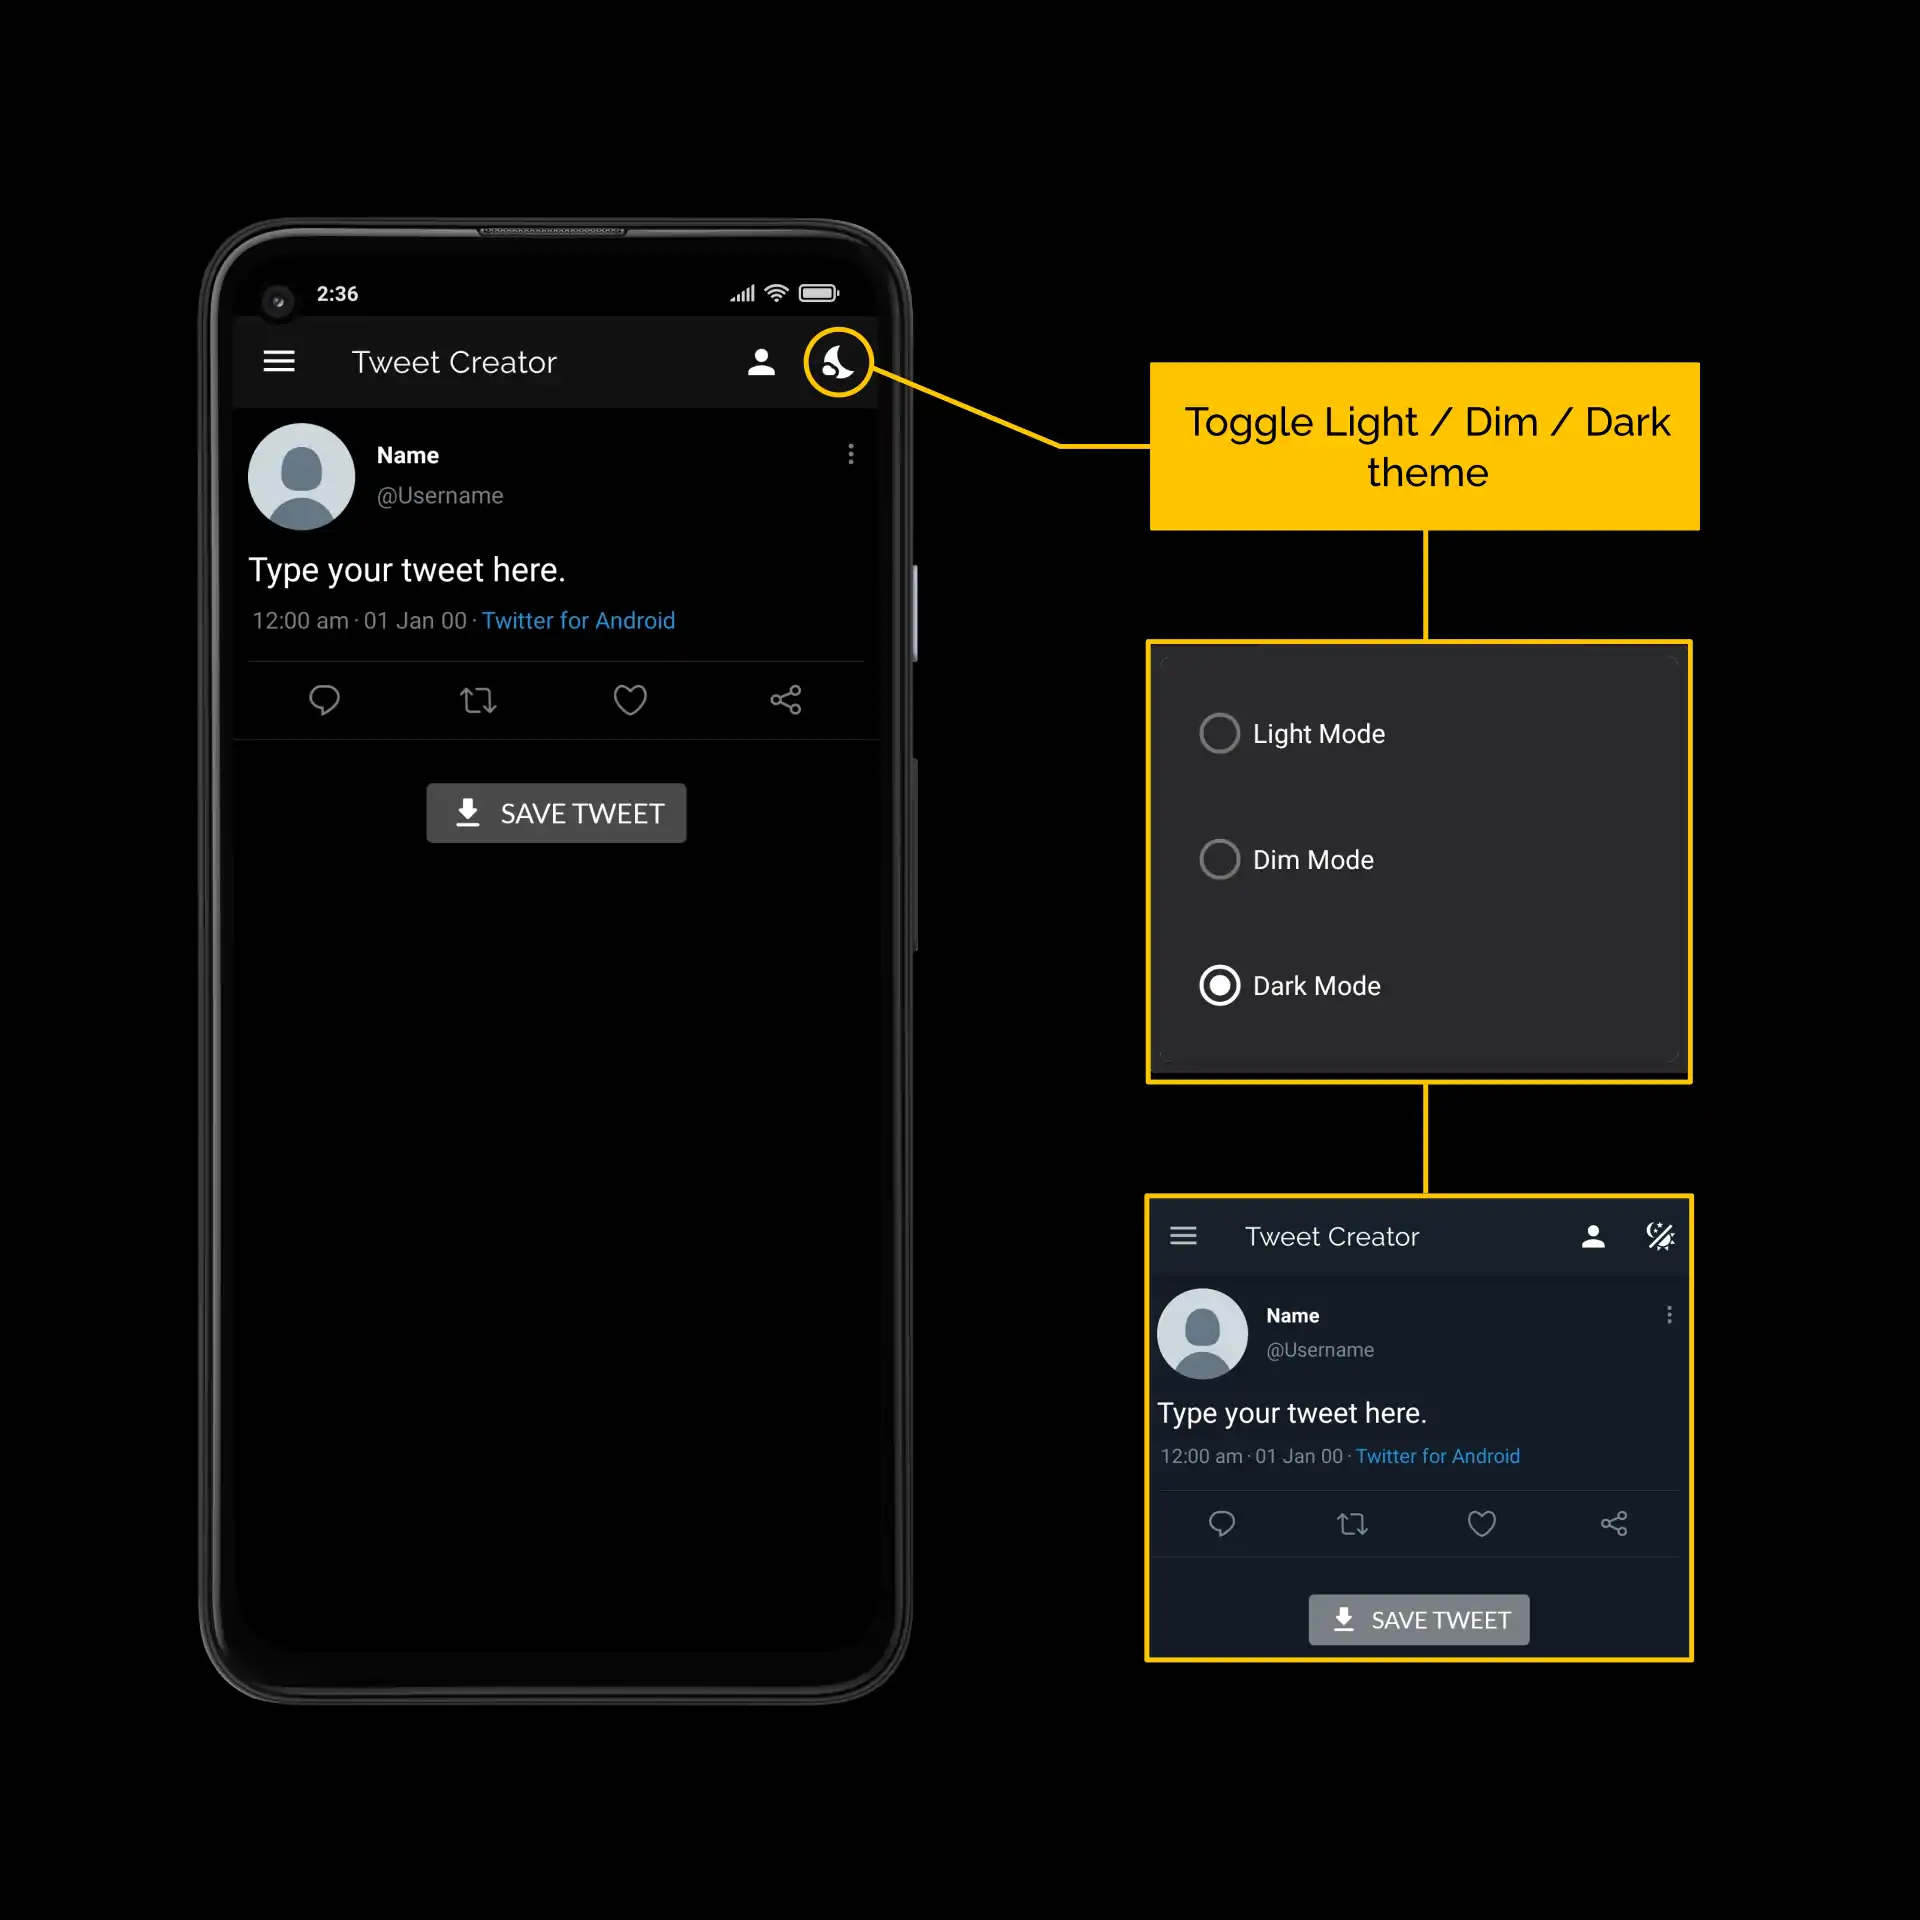 2:36
Tweet Creator
Name
@Username
Type your tweet here.
12:00 am · 01 Jan 00 · Twitter for Android
SAVE TWEET
Toggle Light / Dim / Dark
theme
Light Mode
Dim Mode
Dark Mode
Tweet Creator
Name
@Username
Type your tweet here.
12:00 am · 01 Jan 00 · Twitter for Android
SAVE TWEET